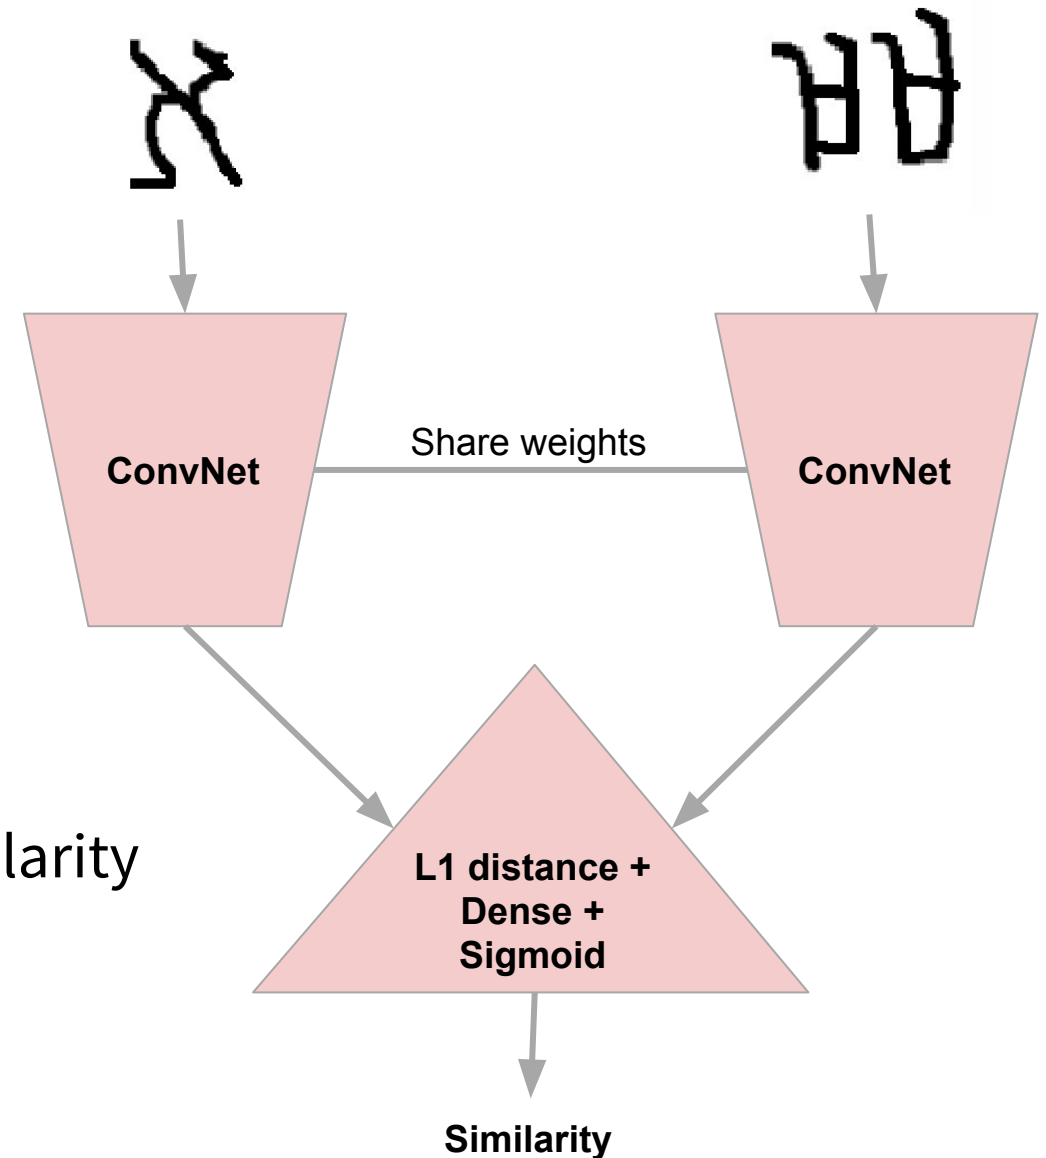 Share weights
ConvNet
ConvNet
larity
L1 distance +
Dense +
Sigmoid
Similarity